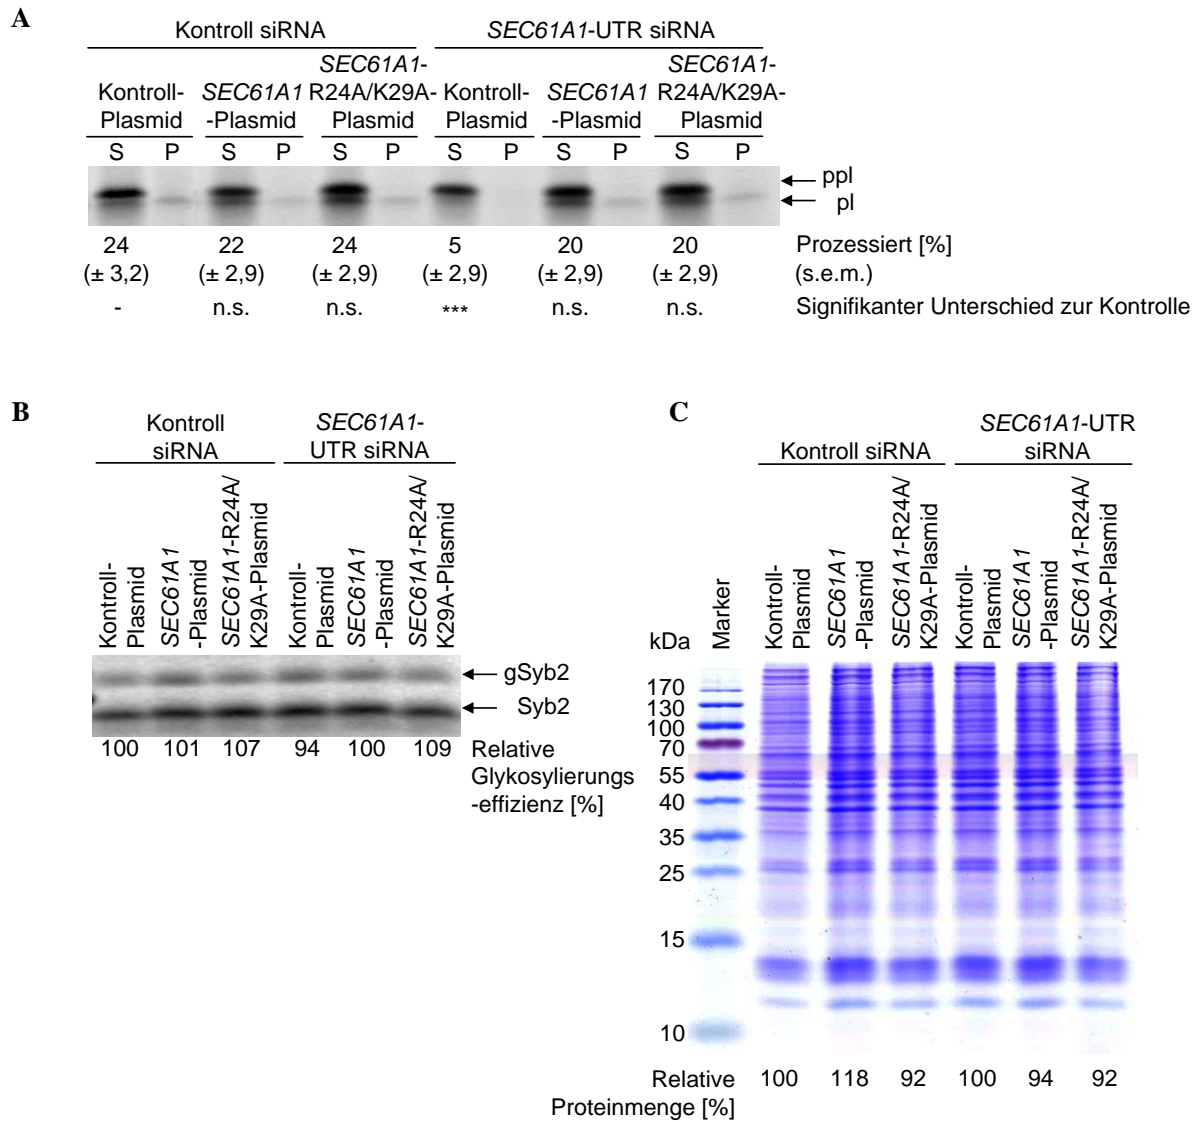 A
Kontroll siRNA
SEC61A1-UTR siRNA
Kontroll-
Plasmid
SEC61A1
-Plasmid
SEC61A1-
R24A/K29A-
Plasmid
Kontroll-
Plasmid
SEC61A1
-Plasmid
SEC61A1-
R24A/K29A-
Plasmid
S P S P S P S P S P S P
ppl
pl
24 22 24 5 20 20 Prozessiert [%]
(± 3,2) (± 2,9) (± 2,9) (± 2,9) (± 2,9) (± 2,9) (s.e.m.)
- n.s. n.s. *** n.s. n.s. Signifikanter Unterschied zur Kontrolle
B
Kontroll
siRNA
SEC61A1-
UTR siRNA
Kontroll-
Plasmid
SEC61A1
-Plasmid
SEC61A1-R24A/
K29A-Plasmid
Kontroll-
Plasmid
SEC61A1
-Plasmid
SEC61A1-R24A/
K29A-Plasmid
gSyb2
Syb2
100 101 107 94 100 109 Relative
Glykosylierungs
-effizienz [%]
C
Kontroll siRNA
SEC61A1-UTR
siRNA
kDa
Marker
Kontroll-
Plasmid
SEC61A1
-Plasmid
SEC61A1-R24A/
K29A-Plasmid
Kontroll-
Plasmid
SEC61A1
-Plasmid
SEC61A1-R24A/
K29A-Plasmid
170
130
100
70
55
40
35
25
15
10
Relative 100 118 92 100 94 92
Proteinmenge [%]